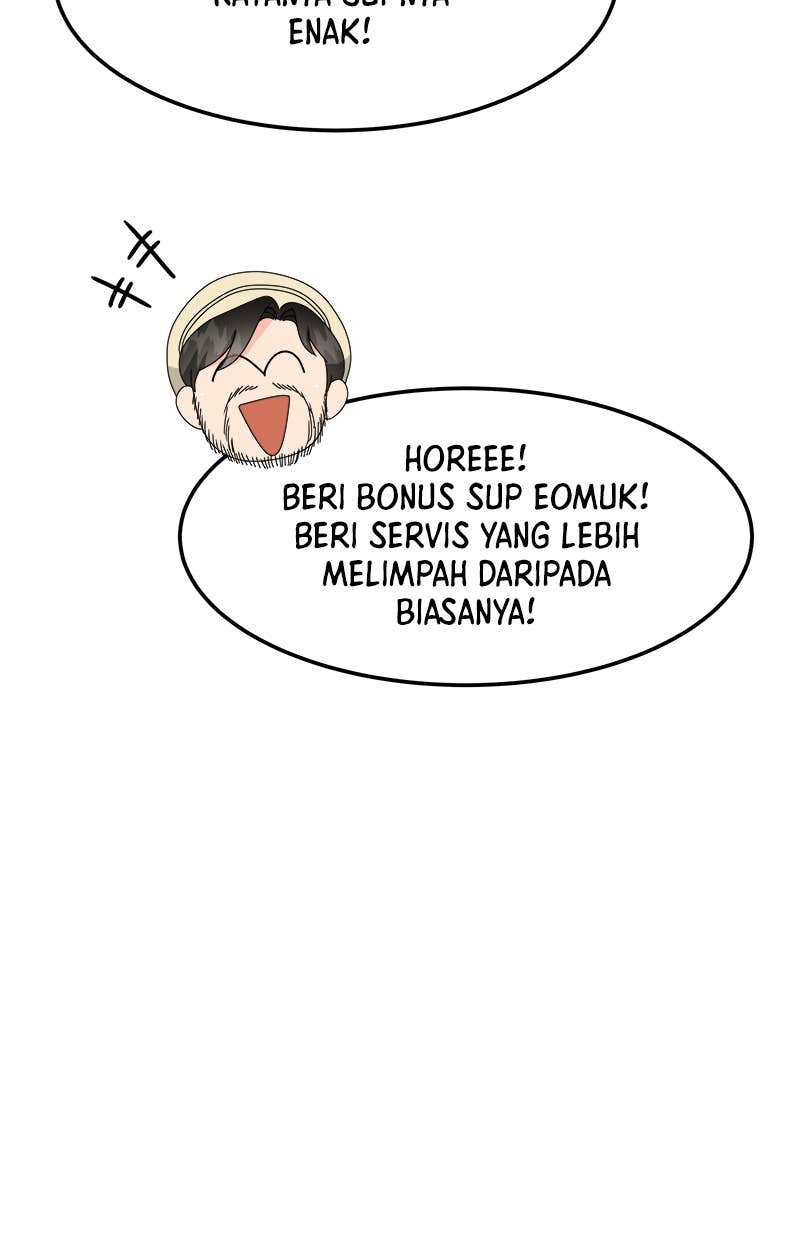 ENAK!
HOREEE!
BERI BONUS SUP EOMUK!
BERI SERVIS YANG LEBIH
MELIMPAH DARIPADA
BIASANYA!